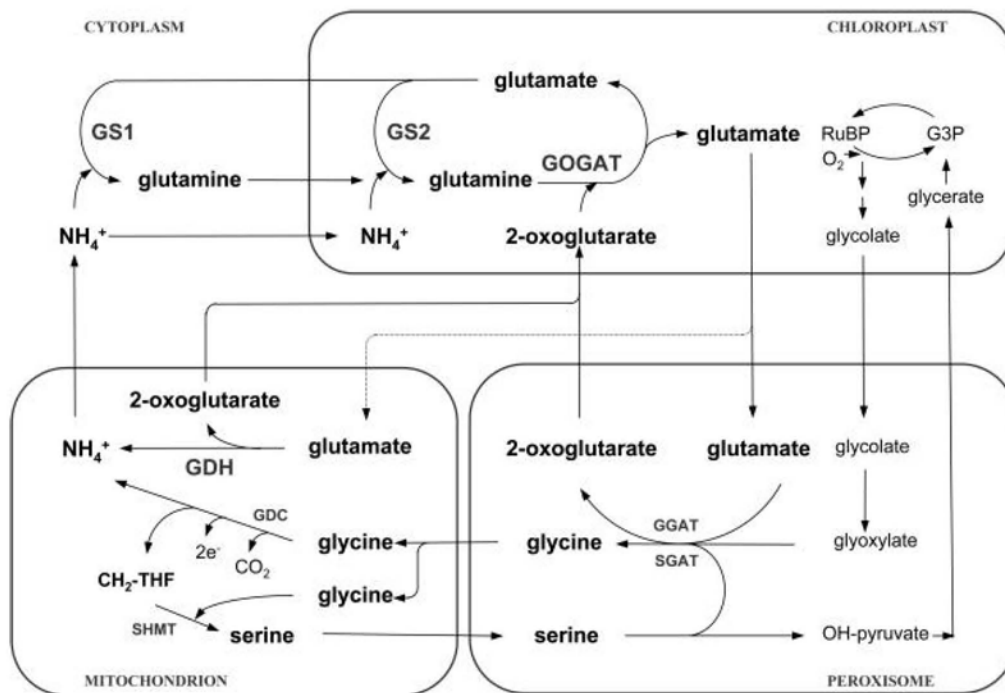 CYTOPLASM
CHLOROPLAST
glutamate
GS1
GS2
glutamate
RuBP
G3P
GOGAT
O₂
glutamine
glutamine
glycerate
NH₄⁺
NH₄⁺
2-oxoglutarate
glycolate
2-oxoglutarate
NH₄⁺
glutamate
2-oxoglutarate
glutamate
glycolate
GDH
GDC
GGAT
2e⁻
CO₂
glycine
glycine
glyoxylate
SGAT
CH₂-THF
glycine
SHMT
serine
serine
OH-pyruvate
MITOCHONDRION
PEROXISOME